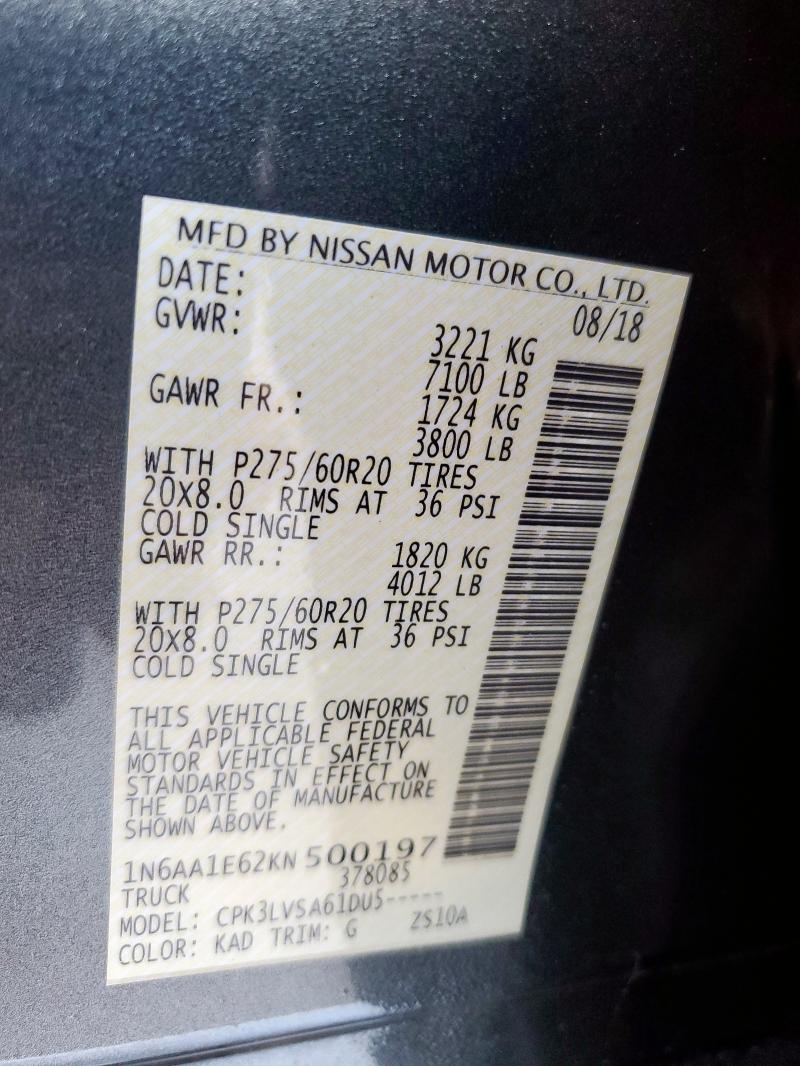 MFD BY NISSAN MOTOR CO., LTD.
DATE: 08/18
GVWR: 3221 KG
7100 LB
GAWR FR.: 1724 KG
3800 LB
WITH P275/60R20 TIRES
20X8.0 RIMS AT 36 PSI
COLD SINGLE
GAWR RR.: 1820 KG
4012 LB
WITH P275/60R20 TIRES
20X8.0 RIMS AT 36 PSI
COLD SINGLE
THIS VEHICLE CONFORMS TO
ALL APPLICABLE FEDERAL
MOTOR VEHICLE SAFETY
STANDARDS IN EFFECT ON
THE DATE OF MANUFACTURE
SHOWN ABOVE.
1N6AA1E62KN500197
TRUCK 378085
MODEL: CPK3LVSA61DU5-----
COLOR: KAD TRIM: G ZS10A